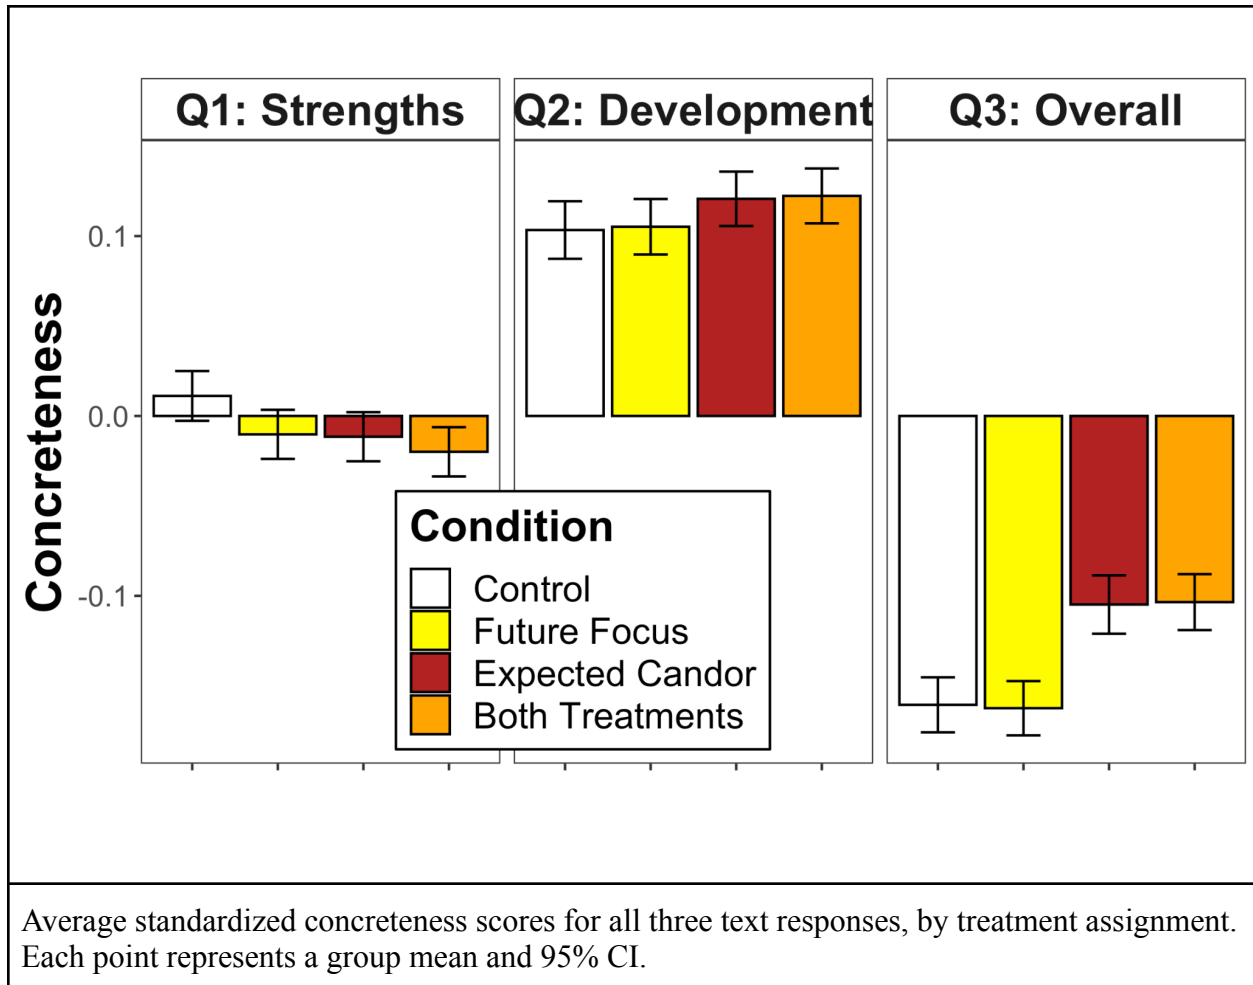 Q1: Strengths
Q2: Development
Q3: Overall
Concreteness
0.1
0.0
-0.1
Condition
Control
Future Focus
Expected Candor
Both Treatments
Average standardized concreteness scores for all three text responses, by treatment assignment.
Each point represents a group mean and 95% CI.